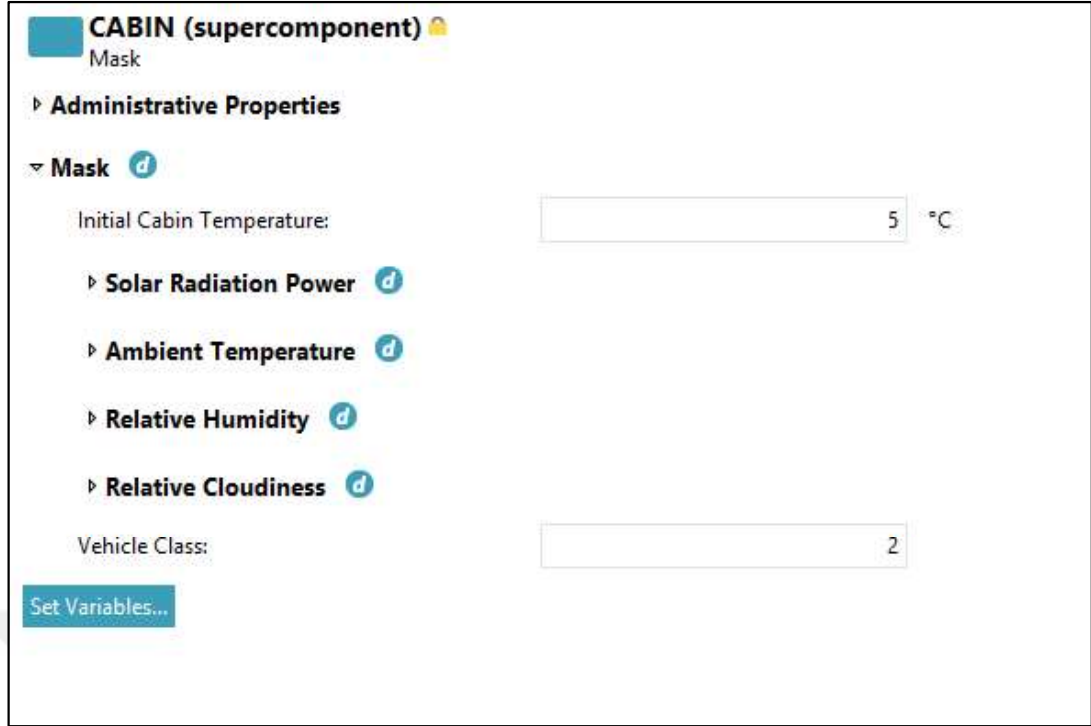 CABIN (supercomponent)
Mask
Administrative Properties
Mask d
Initial Cabin Temperature: 5 °C
Solar Radiation Power d
Ambient Temperature d
Relative Humidity d
Relative Cloudiness d
Vehicle Class: 2
Set Variables...